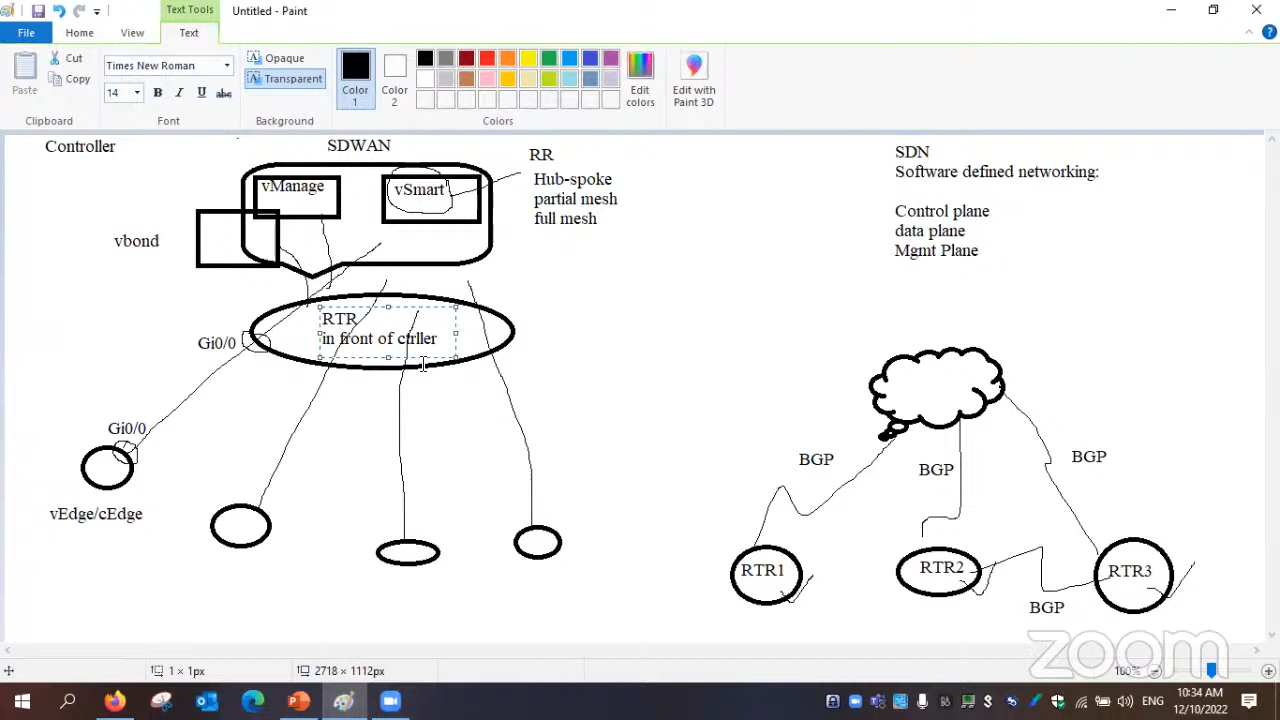 Text Tools
Untitled - Paint
File
Home
View
Text
Paste
Cut
Copy
Clipboard
Times New Roman
14
B
I
U
abc
Font
Opaque
Transparent
Background
Color
1
Color
2
Edit
colors
Edit with
Paint 3D
Colors
Controller
SDWAN
RR
vManage
vSmart
Hub-spoke
partial mesh
full mesh
vbond
SDN
Software defined networking:
Control plane
data plane
Mgmt Plane
RTR
in front of ctrller
Gi0/0
Gi0/0
vEdge/cEdge
BGP
BGP
BGP
RTR1
RTR2
RTR3
BGP
zoom
1 × 1px
2718 × 1112px
100%
ENG
10:34 AM
12/10/2022